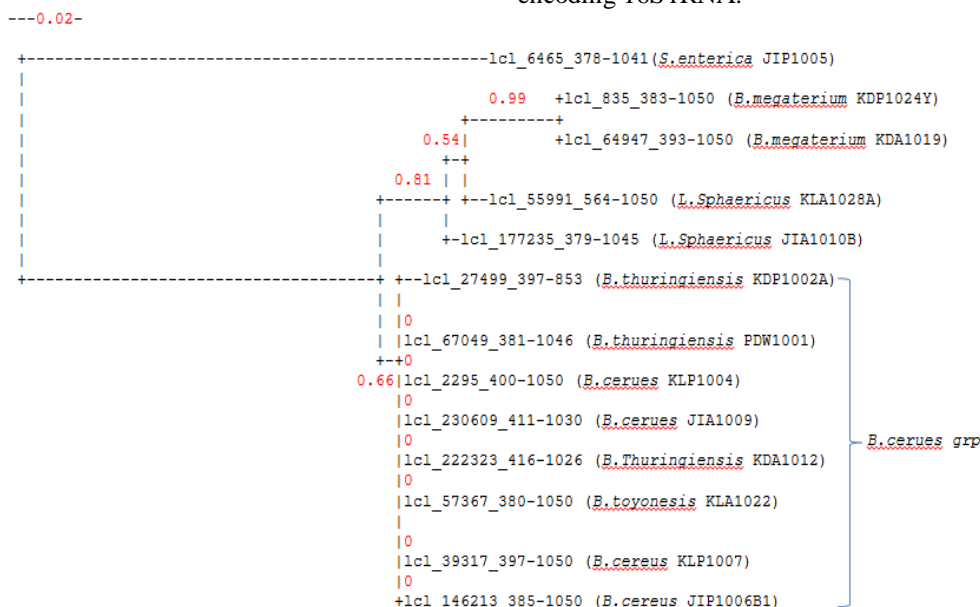 encoding 16S rRNA.
---0.02-
+------------------------------------------------lcl_6465_378-1041(S.enterica JIP1005)
0.99 +lcl_835_383-1050 (B.megaterium KDP1024Y)
+---------+
0.54| +lcl_64947_393-1050 (B.megaterium KDA1019)
+-+
0.81 | |
+------+ +--lcl_55991_564-1050 (L.Sphaericus KLA1028A)
| |
| +-lcl_177235_379-1045 (L.Sphaericus JIA1010B)
+-------------------------------------+ +--lcl_27499_397-853 (B.thuringiensis KDP1002A)
| |
| |0
| |lcl_67049_381-1046 (B.thuringiensis PDW1001)
+-+0
0.66|lcl_2295_400-1050 (B.cerues KLP1004)
|0
|lcl_230609_411-1030 (B.cerues JIA1009)
|0
B.cerues grp
|lcl_222323_416-1026 (B.Thuringiensis KDA1012)
|0
|lcl_57367_380-1050 (B.toyonesis KLA1022)
|
|0
|lcl_39317_397-1050 (B.cereus KLP1007)
|0
+lcl_146213_385-1050 (B.cereus JIP1006B1)